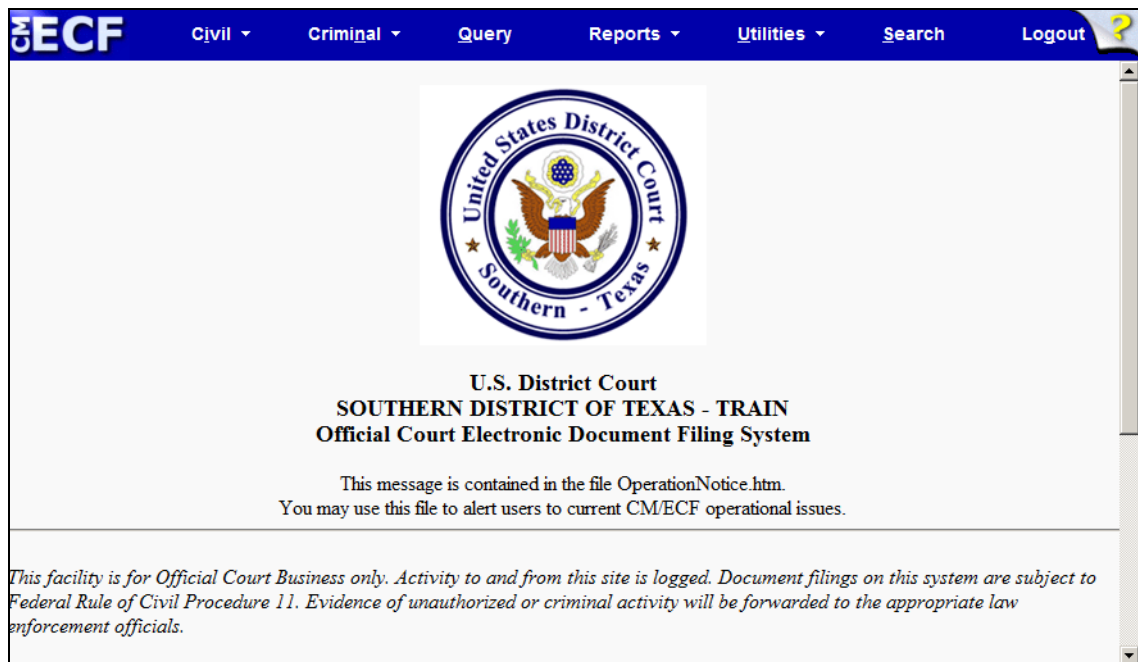 CM ECF Civil Criminal Query Reports Utilities Search Logout ?
United States District Court
Southern - Texas
U.S. District Court
SOUTHERN DISTRICT OF TEXAS - TRAIN
Official Court Electronic Document Filing System
This message is contained in the file OperationNotice.htm.
You may use this file to alert users to current CM/ECF operational issues.
This facility is for Official Court Business only. Activity to and from this site is logged. Document filings on this system are subject to
Federal Rule of Civil Procedure 11. Evidence of unauthorized or criminal activity will be forwarded to the appropriate law
enforcement officials.